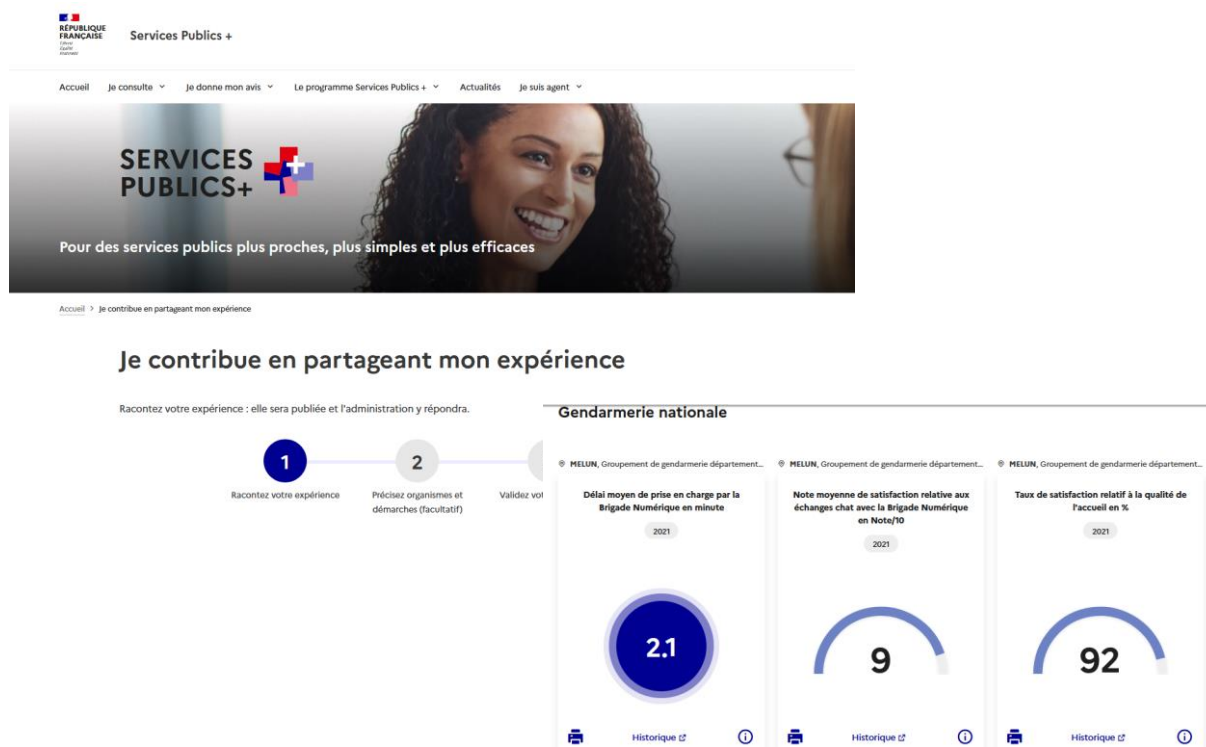 RÉPUBLIQUE
FRANÇAISE
Liberté
Égalité
Fraternité
Services Publics +
Accueil Je consulte Je donne mon avis Le programme Services Publics + Actualités Je suis agent
SERVICES
PUBLICS+
Pour des services publics plus proches, plus simples et plus efficaces
Accueil > Je contribue en partageant mon expérience
Je contribue en partageant mon expérience
Racontez votre expérience : elle sera publiée et l'administration y répondra.
1 2
Racontez votre expérience
Précisez organismes et
démarches (facultatif)
Validez vot
Gendarmerie nationale
MELUN, Groupement de gendarmerie département...
Délai moyen de prise en charge par la
Brigade Numérique en minute
2021
2.1
Historique
MELUN, Groupement de gendarmerie département...
Note moyenne de satisfaction relative aux
échanges chat avec la Brigade Numérique
en Note/10
2021
9
Historique
MELUN, Groupement de gendarmerie département...
Taux de satisfaction relatif à la qualité de
l'accueil en %
2021
92
Historique